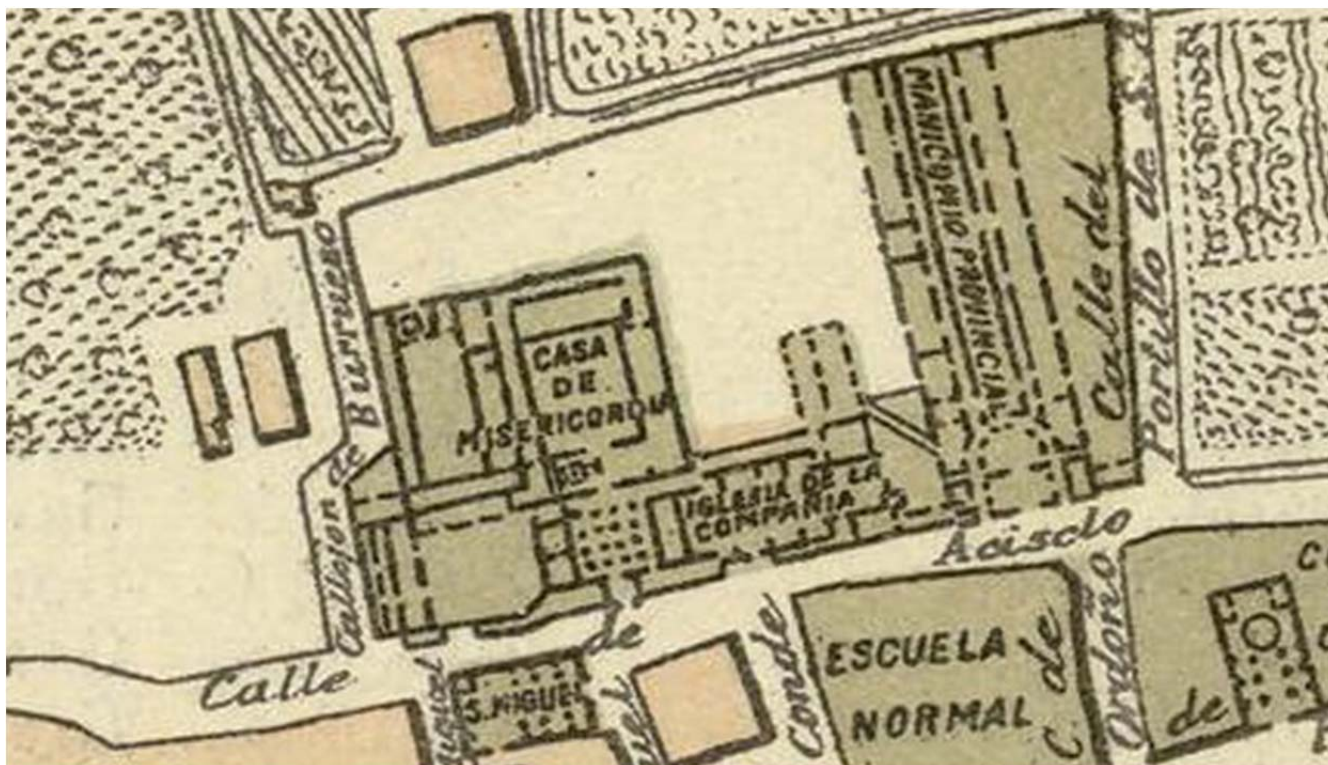 MANICOMIO PROVINCIAL
Calle del
Portillo de S.
Callejon de Burrueso
CASA
DE
MISERICORDIA
IGLESIA DE LA
COMPAÑIA
Calle de Acisclo
S. MIGUEL
Conde
ESCUELA
NORMAL
C. de
Ordoño
de